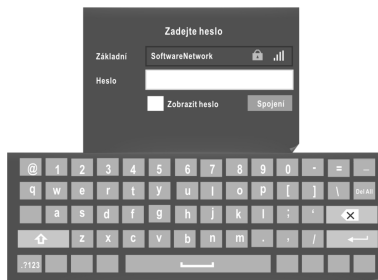 Zadejte heslo
Základní SoftwareNetwork
Heslo
Zobrazit heslo Spojení
@ 1 2 3 4 5 6 7 8 9 0 - = _
q w e r t y u l o p [ ] \ Del All
a s d f g h j k l ; '
z x c v b n m . , /
.?123